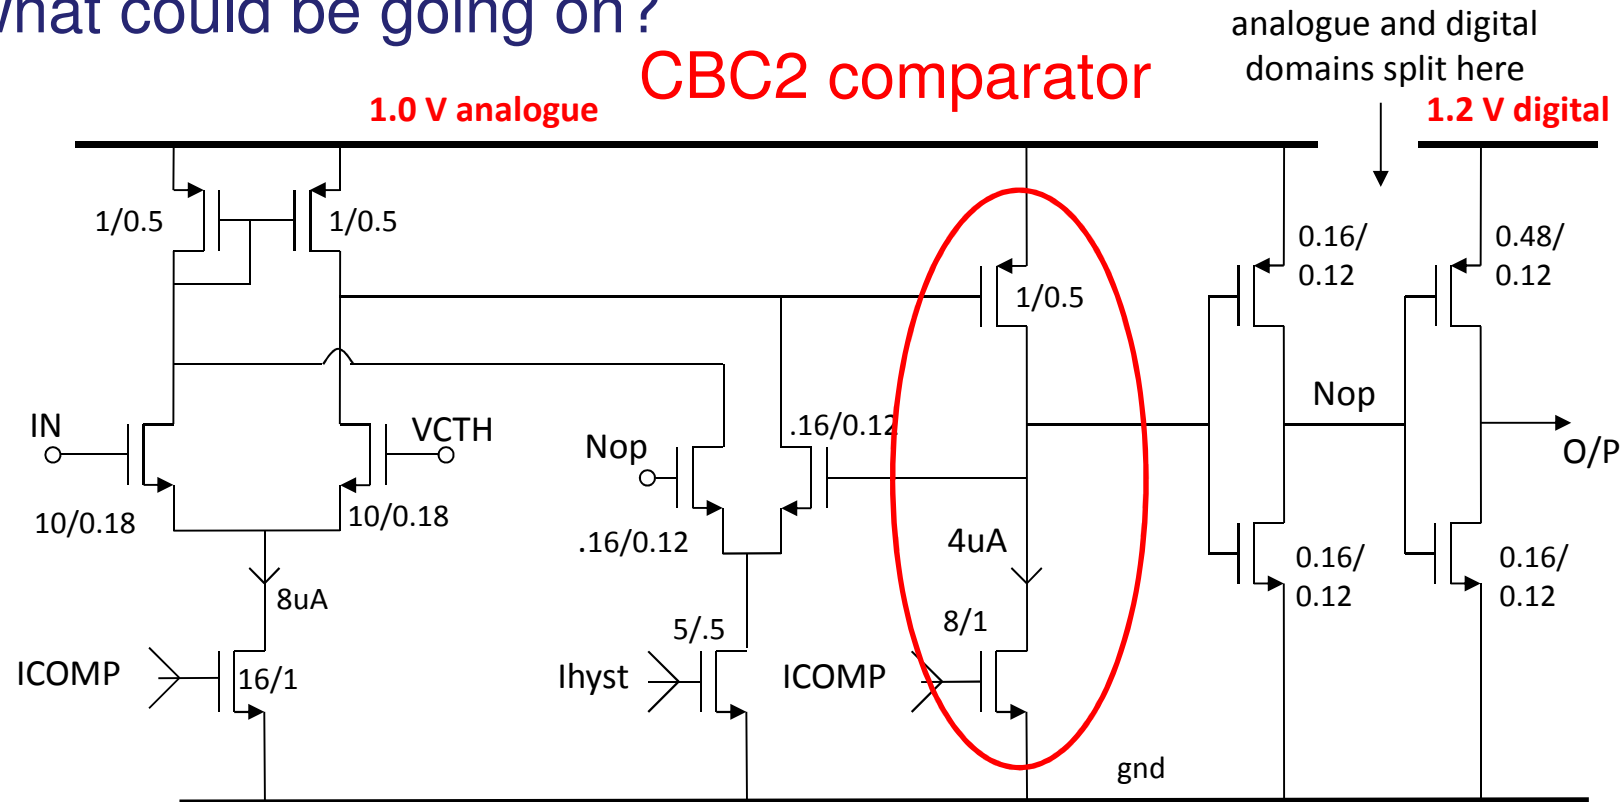 what could be going on?
CBC2 comparator
analogue and digital
domains split here
1.0 V analogue
1.2 V digital
1/0.5
1/0.5
1/0.5
0.16/
0.12
0.48/
0.12
IN
VCTH
Nop
.16/0.12
Nop
O/P
10/0.18
10/0.18
.16/0.12
4uA
0.16/
0.12
0.16/
0.12
8uA
5/.5
8/1
ICOMP
16/1
Ihyst
ICOMP
gnd